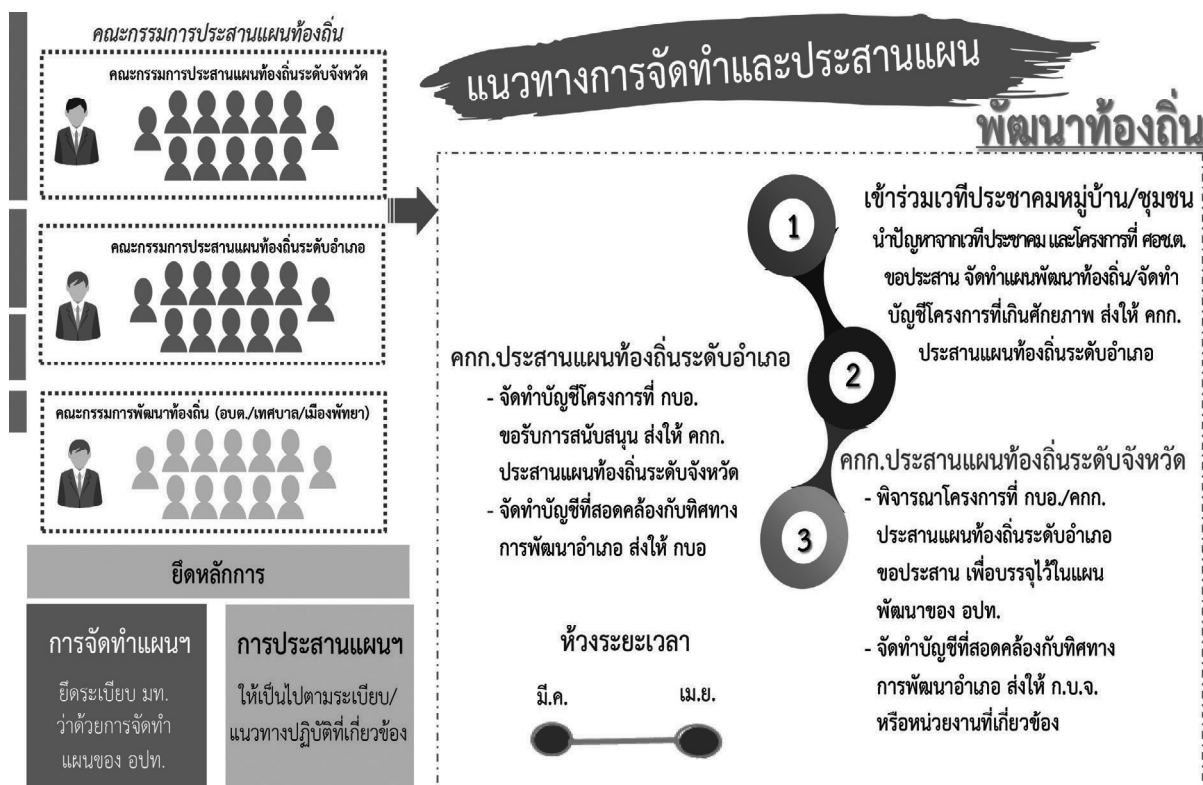 คณะกรรมการประสานแผนท้องถิ่น
คณะกรรมการประสานแผนท้องถิ่นระดับจังหวัด
คณะกรรมการประสานแผนท้องถิ่นระดับอำเภอ
คณะกรรมการพัฒนาท้องถิ่น (อบต./เทศบาล/เมืองพัทยา)
ยึดหลักการ
การจัดทำแผนฯ
ยึดระเบียบ มท.
ว่าด้วยการจัดทำ
แผนของ อปท.
การประสานแผนฯ
ให้เป็นไปตามระเบียบ/
แนวทางปฏิบัติที่เกี่ยวข้อง
แนวทางการจัดทำและประสานแผน
พัฒนาท้องถิ่น
1
เข้าร่วมเวทีประชาคมหมู่บ้าน/ชุมชน
นำปัญหาจากเวทีประชาคม และโครงการที่ ศอช.ต.
ขอประสาน จัดทำแผนพัฒนาท้องถิ่น/จัดทำ
บัญชีโครงการที่เกินศักยภาพ ส่งให้ คกก.
ประสานแผนท้องถิ่นระดับอำเภอ
2
คกก.ประสานแผนท้องถิ่นระดับอำเภอ
- จัดทำบัญชีโครงการที่ กบอ.
ขอรับการสนับสนุน ส่งให้ คกก.
ประสานแผนท้องถิ่นระดับจังหวัด
- จัดทำบัญชีที่สอดคล้องกับทิศทาง
การพัฒนาอำเภอ ส่งให้ กบอ
3
คกก.ประสานแผนท้องถิ่นระดับจังหวัด
- พิจารณาโครงการที่ กบอ./คกก.
ประสานแผนท้องถิ่นระดับอำเภอ
ขอประสาน เพื่อบรรจุไว้ในแผน
พัฒนาของ อปท.
- จัดทำบัญชีที่สอดคล้องกับทิศทาง
การพัฒนาอำเภอ ส่งให้ ก.บ.จ.
หรือหน่วยงานที่เกี่ยวข้อง
ห้วงระยะเวลา
มี.ค.
เม.ย.